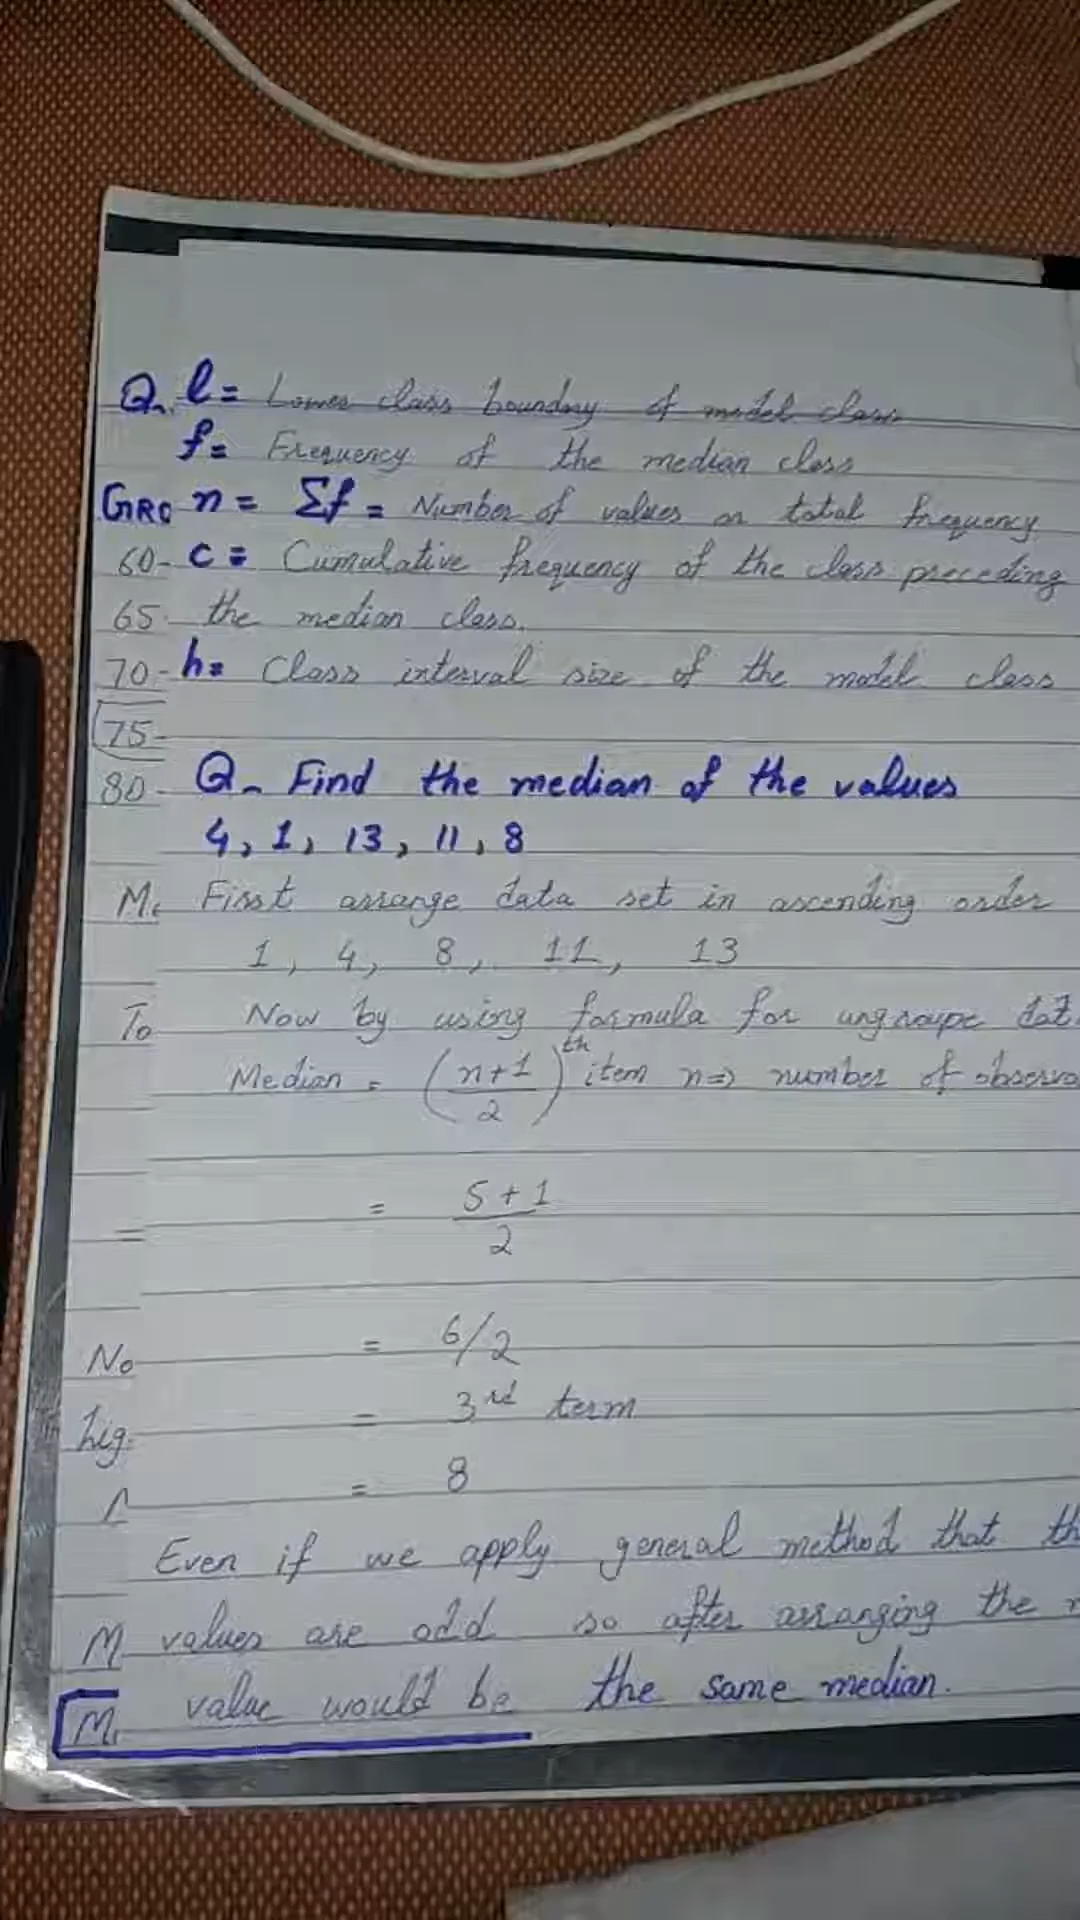 Q. l = Lower class boundary of model class
f = Frequency of the median class
GRO n = Σf = Number of values or total frequency
60- c = Cumulative frequency of the class preceding
65- the median class.
70- h= Class interval size of the model class
75-
80- Q. Find the median of the values
4, 1, 13, 11, 8
Me First arrange data set in ascending order
1, 4, 8, 11, 13
To Now by using formula for ungroupe dat
Median = (n+1/2)th item n=> number of observa
= = 5+1/2
No = 6/2
hig = 3rd term
= 8
Even if we apply general method that th
M values are odd so after arranging the
M value would be the same median.